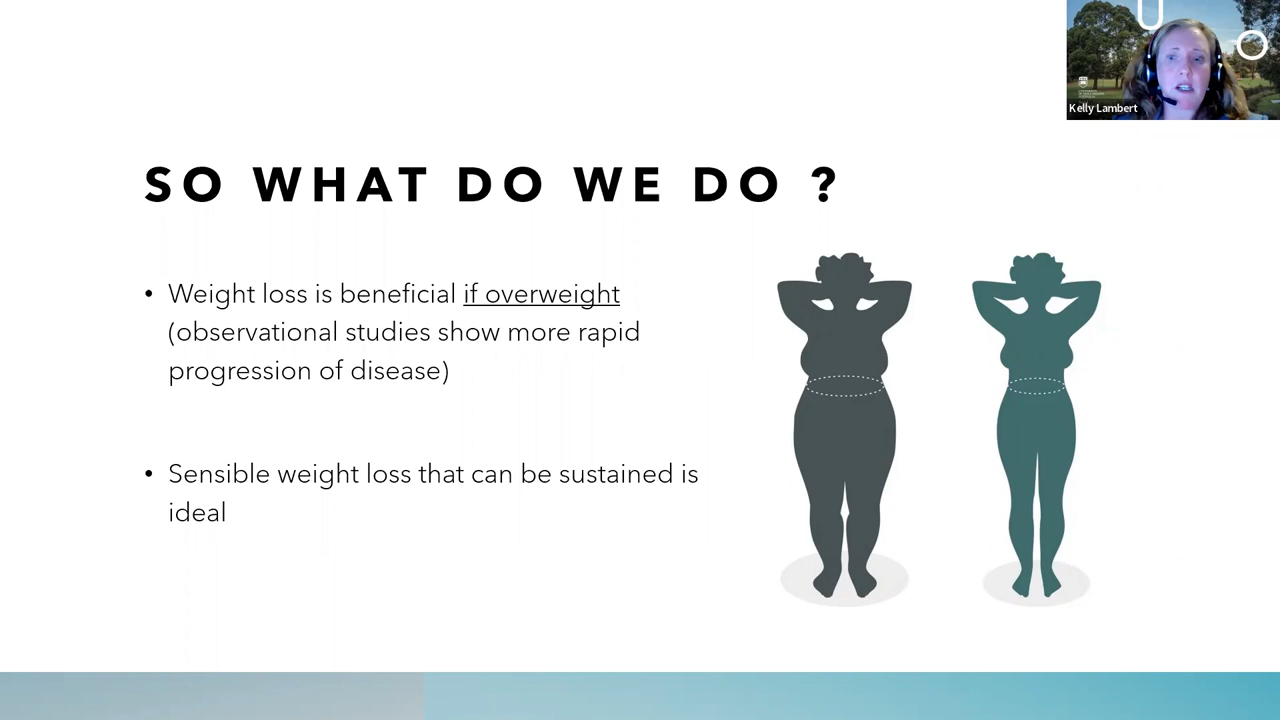 Kelly Lambert
SO WHAT DO WE DO ?
• Weight loss is beneficial if overweight
(observational studies show more rapid
progression of disease)
• Sensible weight loss that can be sustained is
ideal